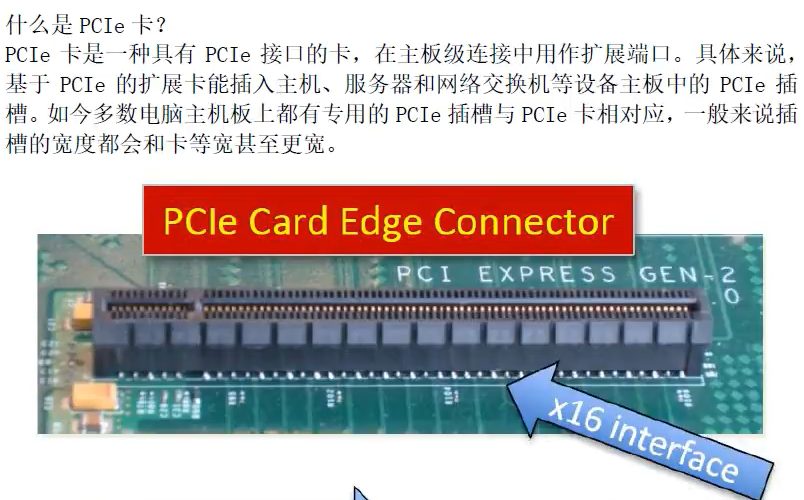 什么是 PCIe 卡？
PCIe 卡是一种具有 PCIe 接口的卡，在主板级连接中用作扩展端口。具体来说，
基于 PCIe 的扩展卡能插入主机、服务器和网络交换机等设备主板中的 PCIe 插
槽。如今多数电脑主机板上都有专用的 PCIe 插槽与 PCIe 卡相对应，一般来说插
槽的宽度都会和卡等宽甚至更宽。
PCIe Card Edge Connector
PCI EXPRESS GEN-2
0
x16 interface